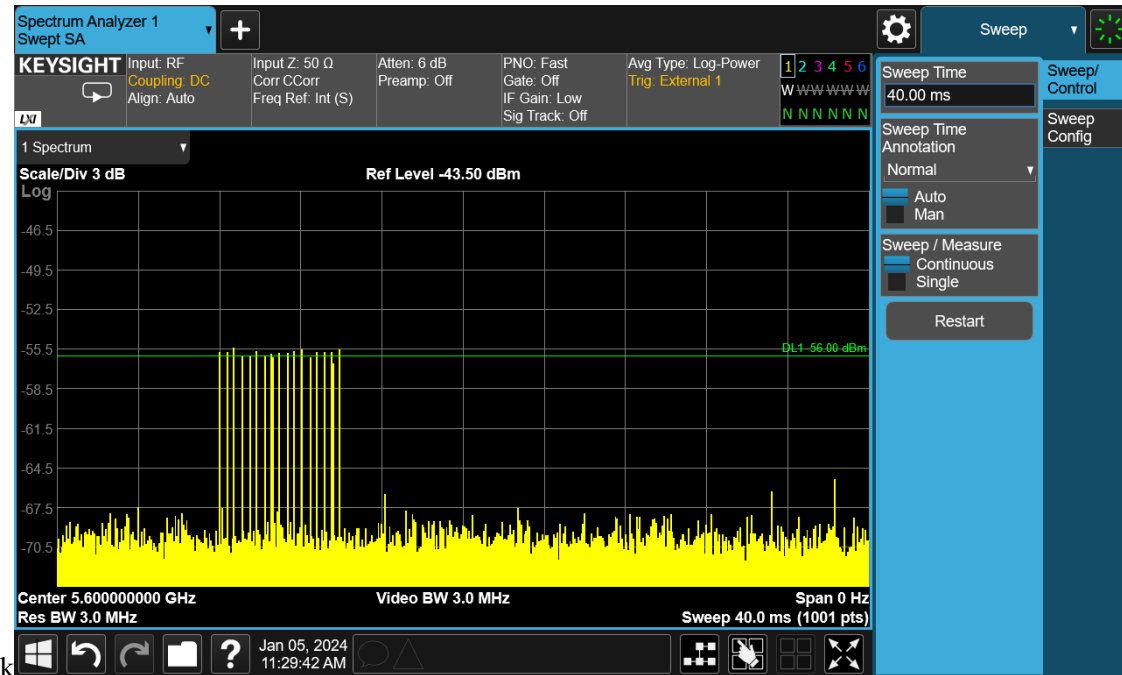 Spectrum Analyzer 1
Swept SA
Sweep
KEYSIGHT
LXI
Input: RF
Coupling: DC
Align: Auto
Input Z: 50 Ω
Corr CCorr
Freq Ref: Int (S)
Atten: 6 dB
Preamp: Off
PNO: Fast
Gate: Off
IF Gain: Low
Sig Track: Off
Avg Type: Log-Power
Trig: External 1
1 2 3 4 5 6
W W W W W W
N N N N N N
1 Spectrum
Scale/Div 3 dB
Ref Level -43.50 dBm
Log
-46.5
-49.5
-52.5
-55.5
DL1 -56.00 dBm
-58.5
-61.5
-64.5
-67.5
-70.5
Center 5.600000000 GHz
Video BW 3.0 MHz
Span 0 Hz
Res BW 3.0 MHz
Sweep 40.0 ms (1001 pts)
Sweep Time
40.00 ms
Sweep Time
Annotation
Normal
Auto
Man
Sweep / Measure
Continuous
Single
Restart
Sweep/
Control
Sweep
Config
?
Jan 05, 2024
11:29:42 AM
k